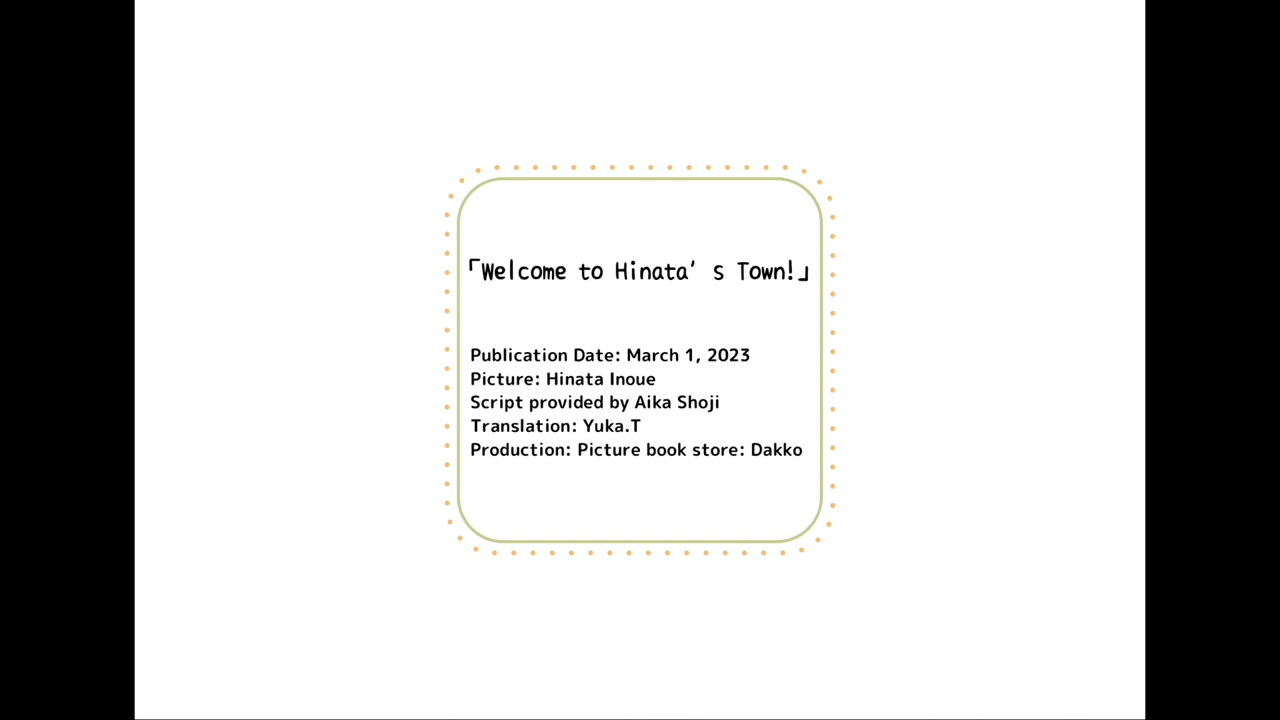 「Welcome to Hinata’s Town!」
Publication Date: March 1, 2023
Picture: Hinata Inoue
Script provided by Aika Shoji
Translation: Yuka.T
Production: Picture book store: Dakko